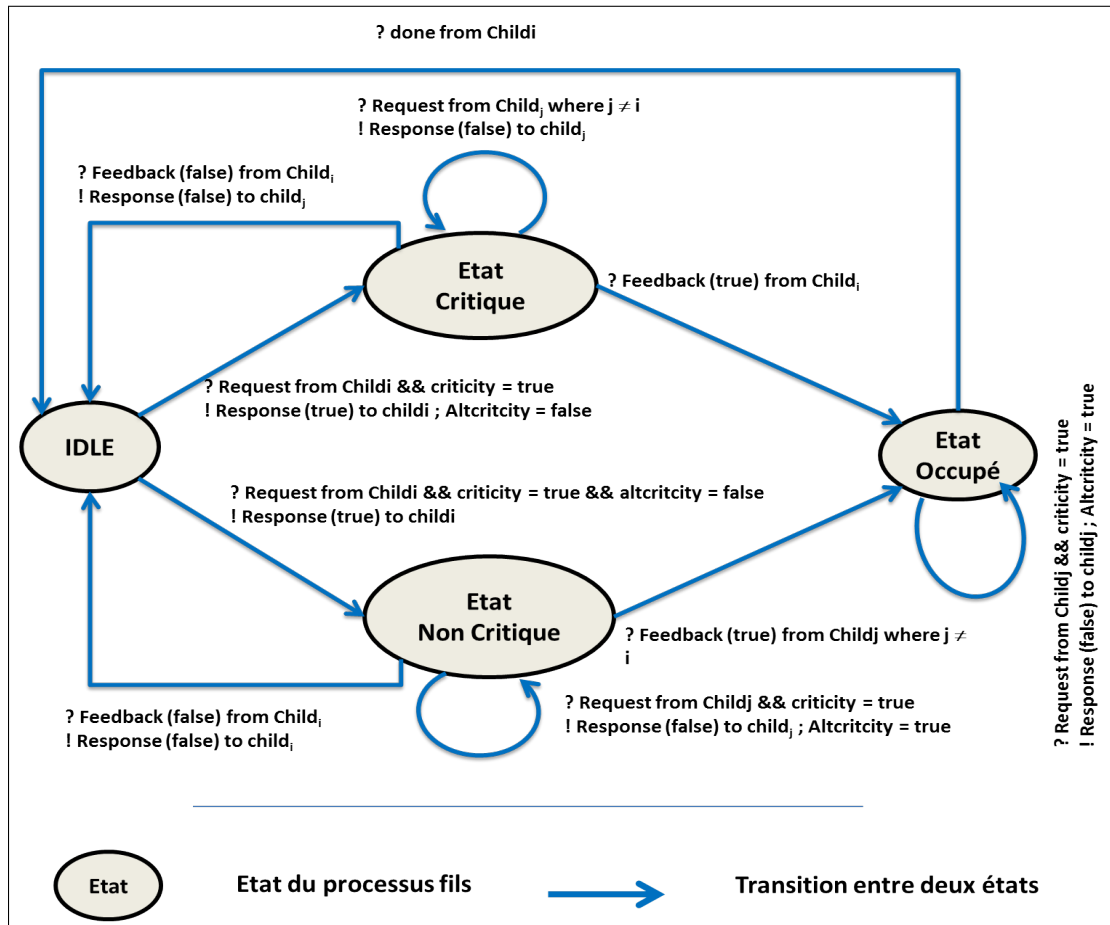 ? done from Childi
? Request from Childj where j ≠ i
! Response (false) to childj
? Feedback (false) from Childi
! Response (false) to childj
Etat
Critique
? Feedback (true) from Childi
? Request from Childi && criticity = true
! Response (true) to childi ; Altcritcity = false
IDLE
Etat
Occupé
? Request from Childi && criticity = true && altcritcity = false
! Response (true) to childi
? Request from Childj && criticity = true
! Response (false) to childj ; Altcritcity = true
Etat
Non Critique
? Feedback (true) from Childj where j ≠
i
? Feedback (false) from Childi
! Response (false) to childi
? Request from Childj && criticity = true
! Response (false) to childj ; Altcritcity = true
Etat
Etat du processus fils
Transition entre deux états